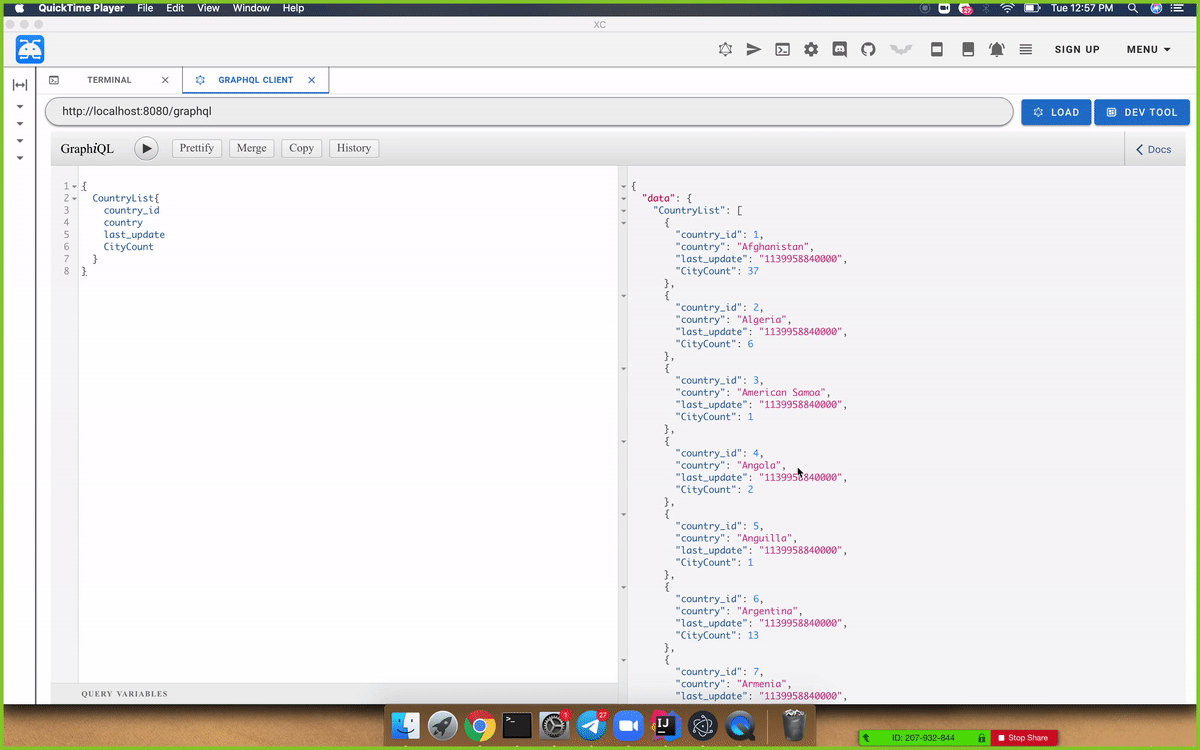 QuickTime Player File Edit View Window Help Tue 12:57 PM
XC
SIGN UP MENU
TERMINAL GRAPHQL CLIENT
http://localhost:8080/graphql LOAD DEV TOOL
GraphiQL Prettify Merge Copy History Docs
1 {
2 CountryList{
3 country_id
4 country
5 last_update
6 CityCount
7 }
8 }
{
"data": {
"CountryList": [
{
"country_id": 1,
"country": "Afghanistan",
"last_update": "1139958840000",
"CityCount": 37
},
{
"country_id": 2,
"country": "Algeria",
"last_update": "1139958840000",
"CityCount": 6
},
{
"country_id": 3,
"country": "American Samoa",
"last_update": "1139958840000",
"CityCount": 1
},
{
"country_id": 4,
"country": "Angola",
"last_update": "1139958840000",
"CityCount": 2
},
{
"country_id": 5,
"country": "Anguilla",
"last_update": "1139958840000",
"CityCount": 1
},
{
"country_id": 6,
"country": "Argentina",
"last_update": "1139958840000",
"CityCount": 13
},
{
"country_id": 7,
"country": "Armenia",
"last_update": "1139958840000",
QUERY VARIABLES
1 27
IJ
ID: 207-932-844 Stop Share